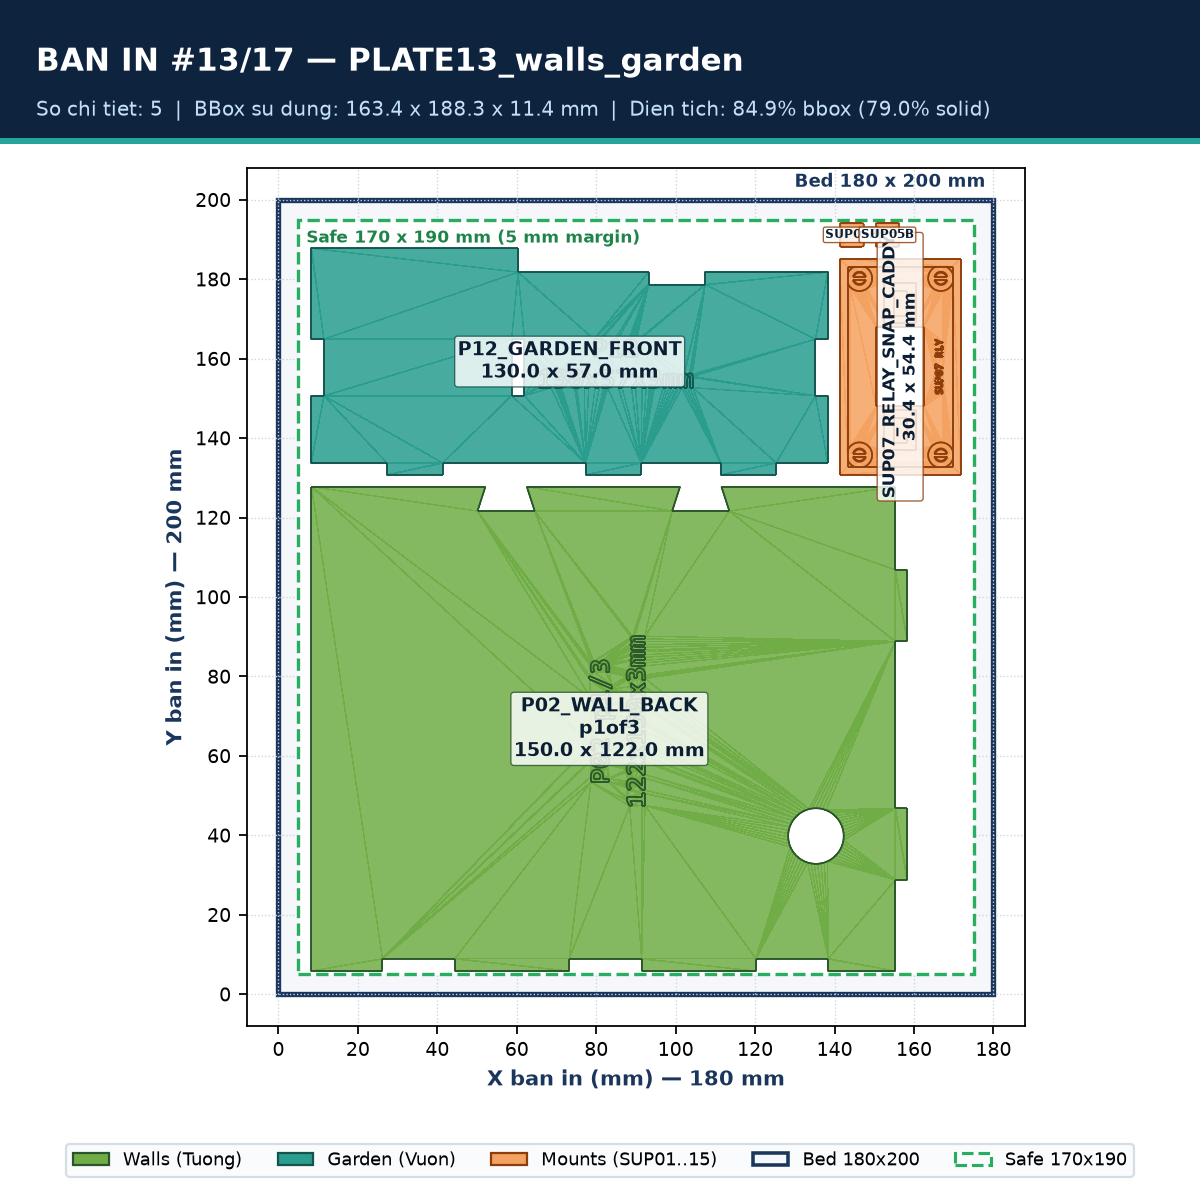 BAN IN #13/17 — PLATE13_walls_garden
So chi tiet: 5 | BBox su dung: 163.4 x 188.3 x 11.4 mm | Dien tich: 84.9% bbox (79.0% solid)
Bed 180 x 200 mm
Safe 170 x 190 mm (5 mm margin)
SUP05B
P12_GARDEN_FRONT
130.0 x 57.0 mm
SUP07_RELAY_SNAP_CADDY
30.4 x 54.4 mm
SUP07 RLY
P02_WALL_BACK
p1of3
150.0 x 122.0 mm
200
180
160
140
120
100
80
60
40
20
0
Y ban in (mm) — 200 mm
0 20 40 60 80 100 120 140 160 180
X ban in (mm) — 180 mm
Walls (Tuong) Garden (Vuon) Mounts (SUP01..15) Bed 180x200 Safe 170x190